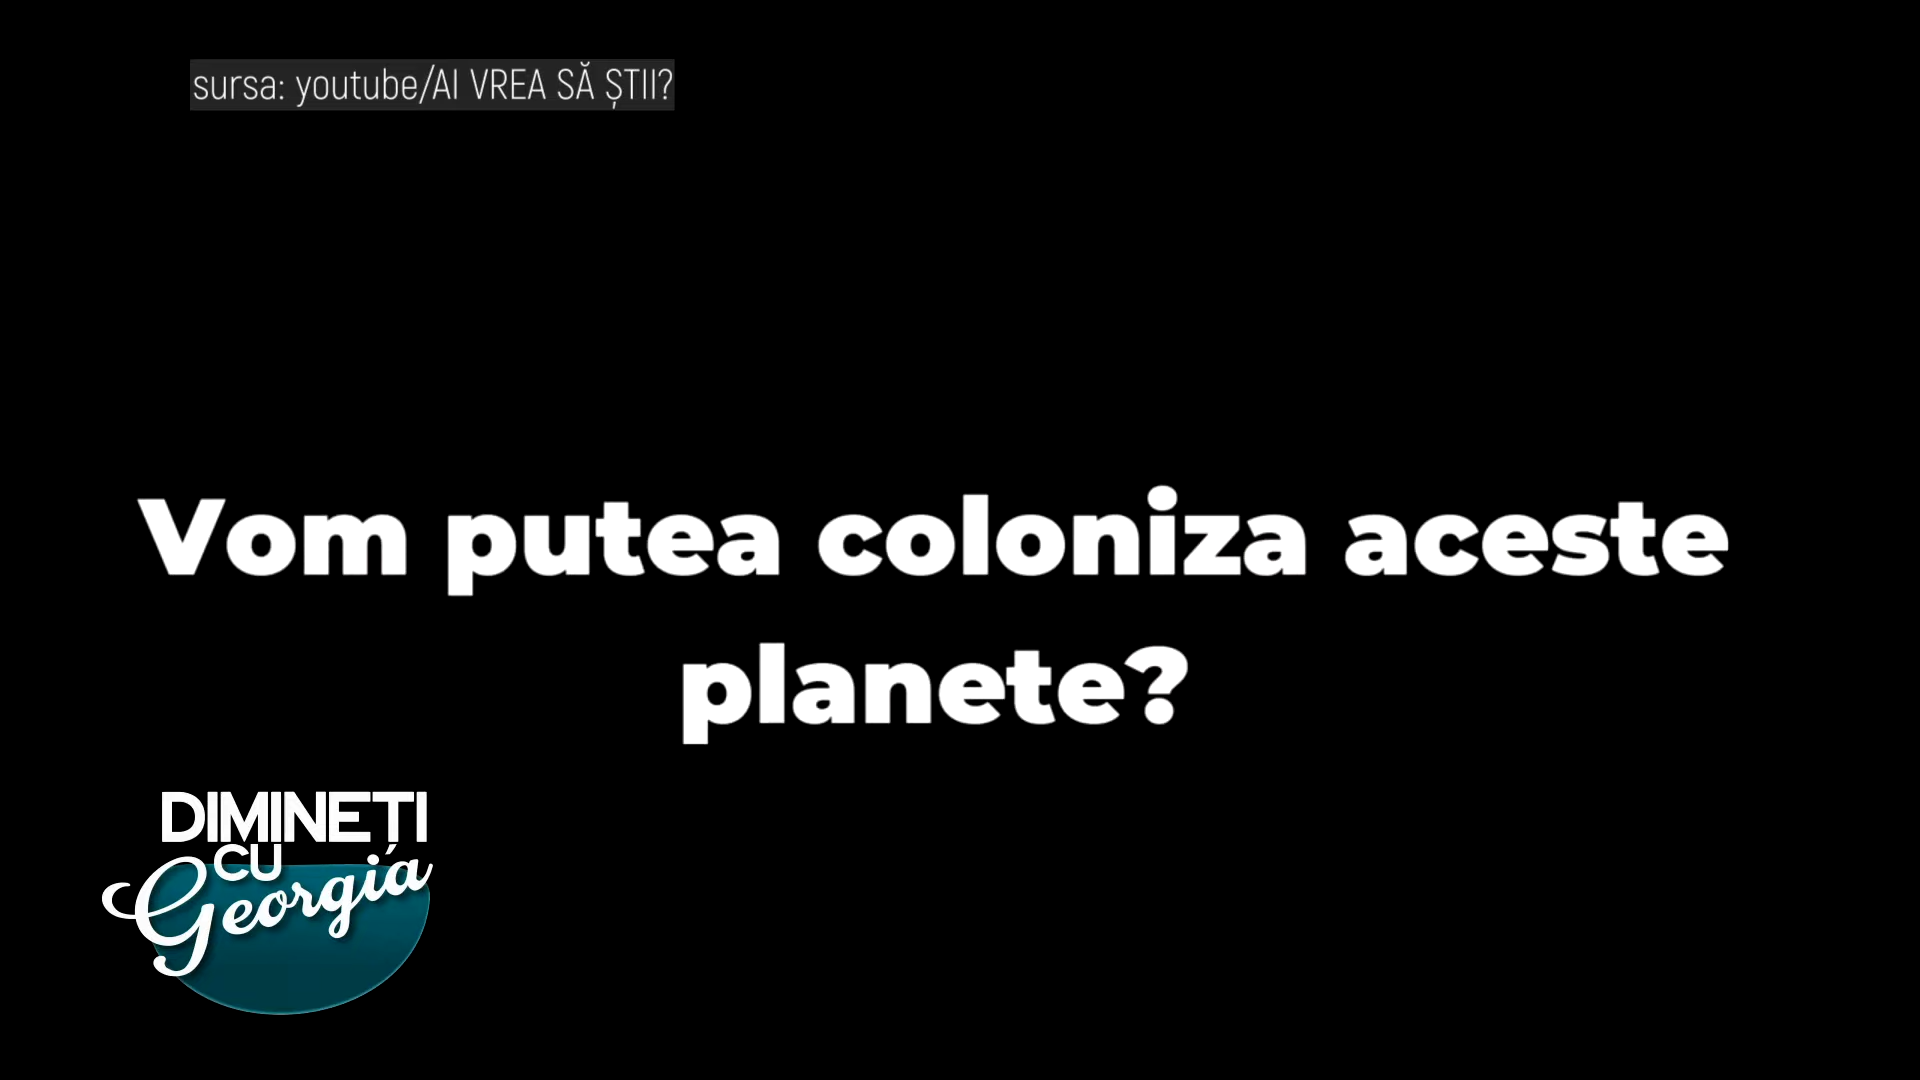 sursa: youtube/AI VREA SĂ ȘTII?
Vom putea coloniza aceste
planete?
DIMINEȚI
CU
Georgia